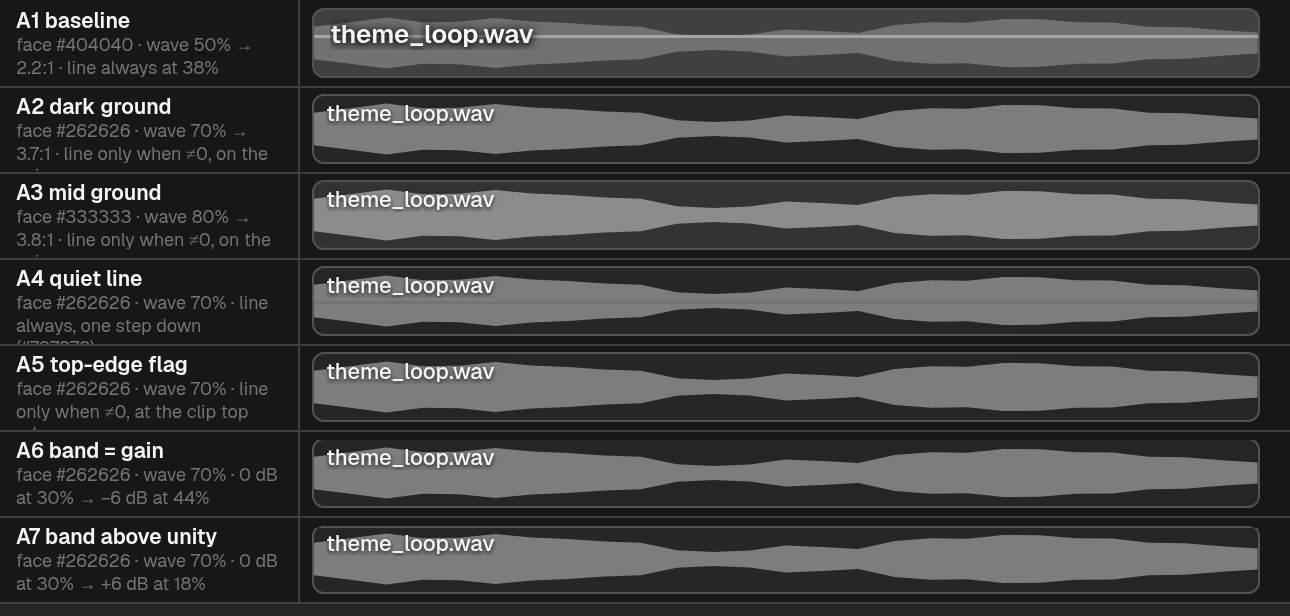 A1 baseline
face #404040 · wave 50% →
2.2:1 · line always at 38%
theme_loop.wav
A2 dark ground
face #262626 · wave 70% →
3.7:1 · line only when ≠0, on the
theme_loop.wav
A3 mid ground
face #333333 · wave 80% →
3.8:1 · line only when ≠0, on the
theme_loop.wav
A4 quiet line
face #262626 · wave 70% · line
always, one step down
theme_loop.wav
A5 top-edge flag
face #262626 · wave 70% · line
only when ≠0, at the clip top
theme_loop.wav
A6 band = gain
face #262626 · wave 70% · 0 dB
at 30% → −6 dB at 44%
theme_loop.wav
A7 band above unity
face #262626 · wave 70% · 0 dB
at 30% → +6 dB at 18%
theme_loop.wav